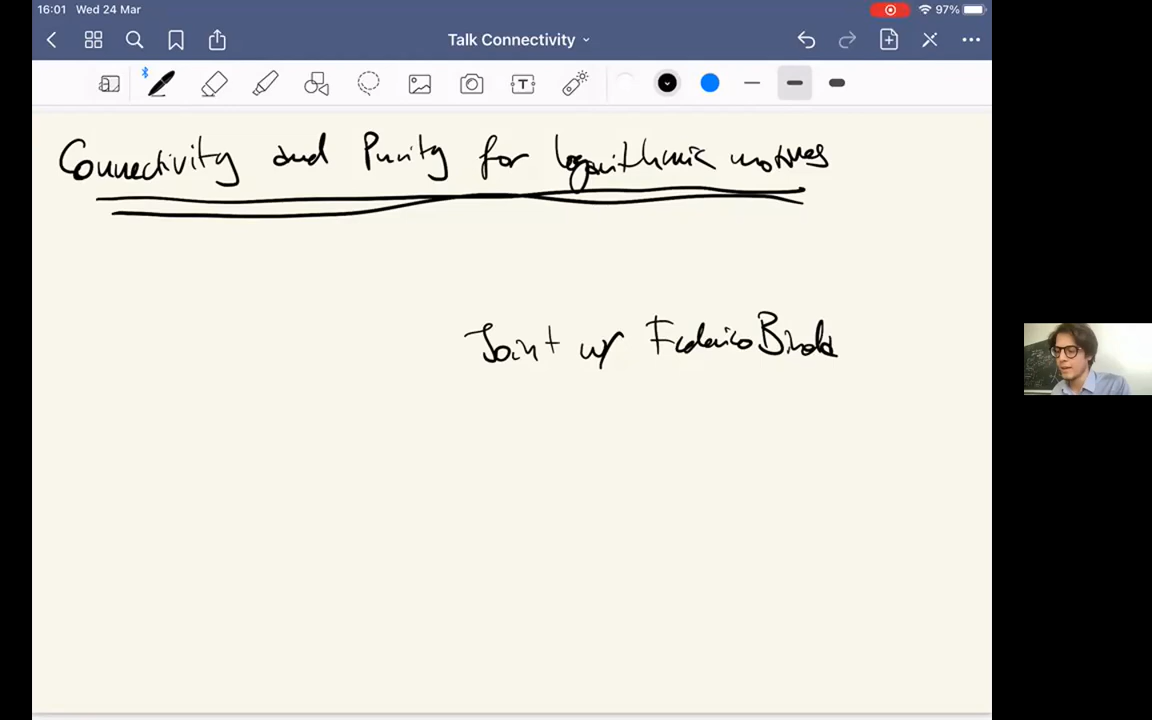 16:01 Wed 24 Mar
97%
Talk Connectivity
T
Connectivity and Purity for logarithmic motives
Joint w/ Federico Binda